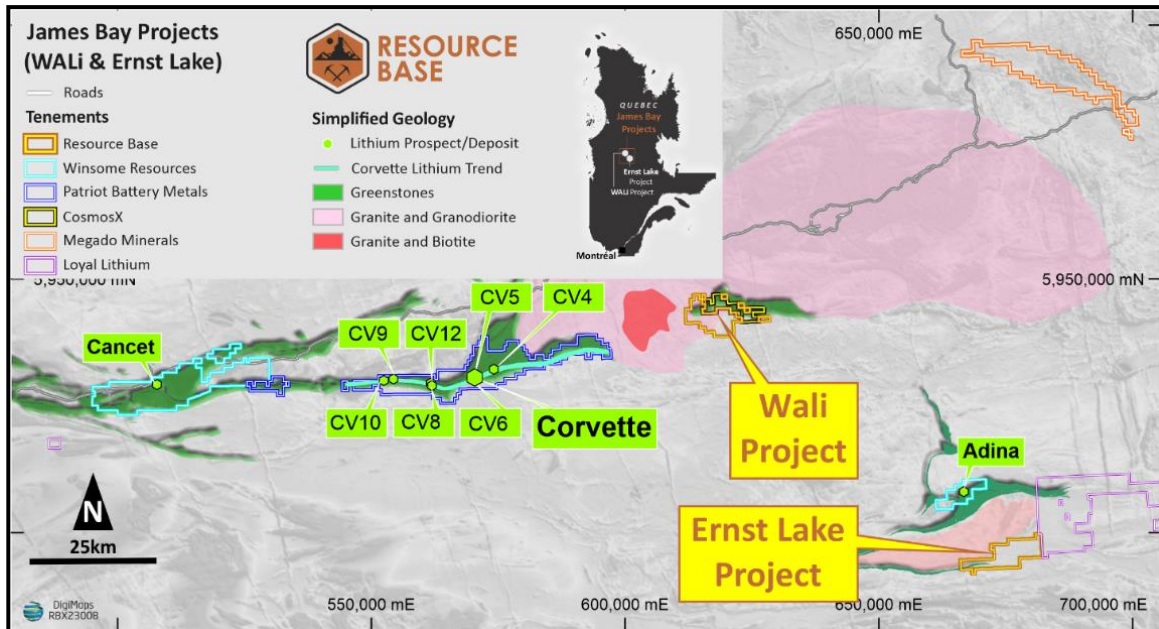 James Bay Projects
(WALi & Ernst Lake)
Roads
Tenements
Resource Base
Winsome Resources
Patriot Battery Metals
CosmosX
Megado Minerals
Loyal Lithium
RESOURCE
BASE
Simplified Geology
Lithium Prospect/Deposit
Corvette Lithium Trend
Greenstones
Granite and Granodiorite
Granite and Biotite
QUEBEC
James Bay
Projects
Ernst Lake
Project
WALi Project
Montréal
650,000 mE
5,950,000 mN
5,950,000 mN
CV5
CV4
CV9
CV12
Cancet
CV10
CV8
CV6
Corvette
Wali
Project
Adina
Ernst Lake
Project
N
25km
DigiMaps
RBX2300B
550,000 mE
600,000 mE
650,000 mE
700,000 mE